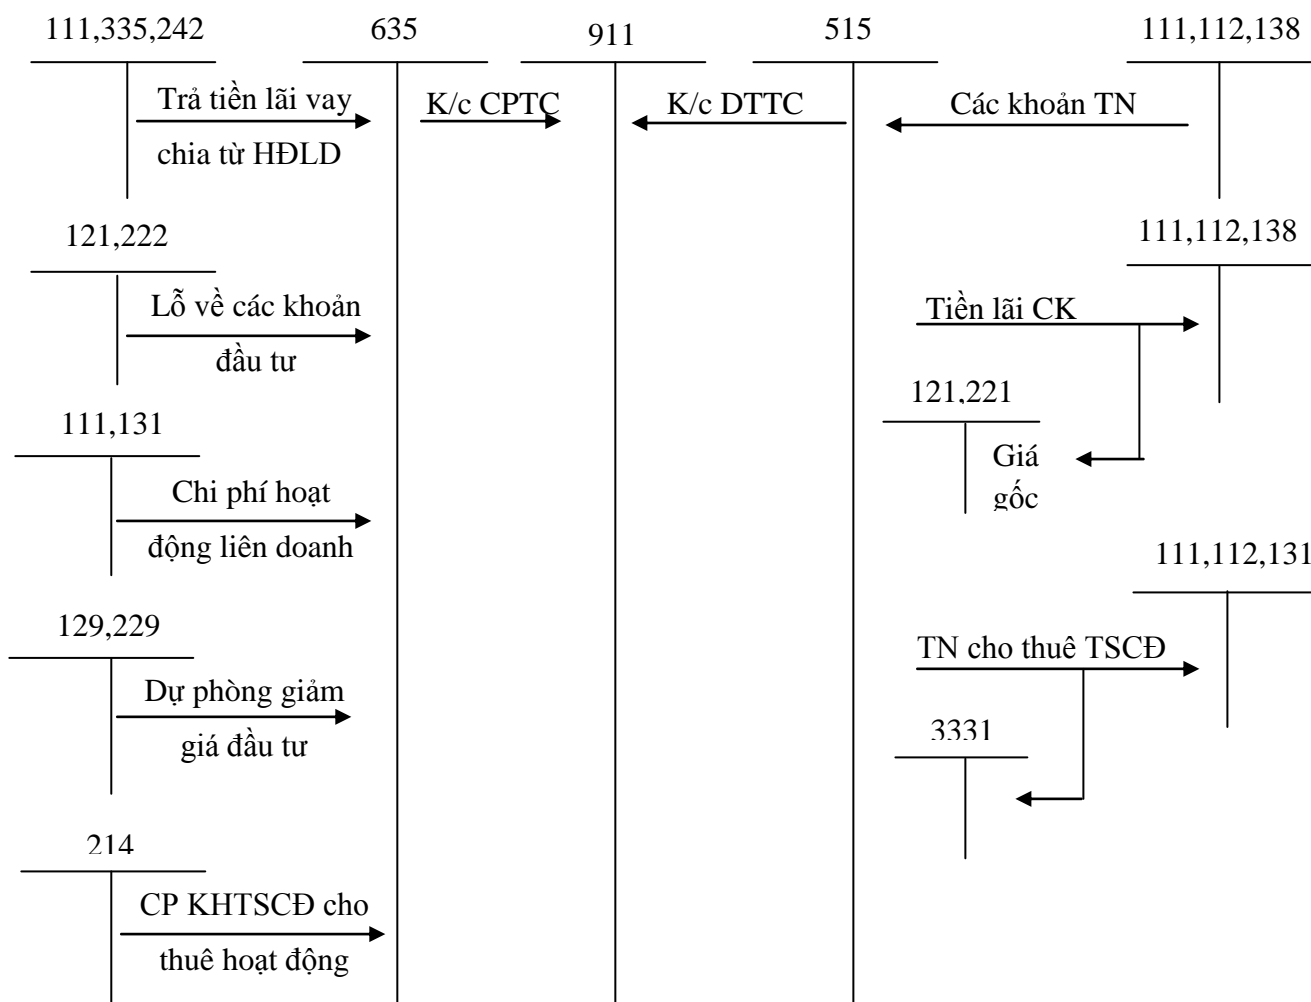 111,335,242
635
911
515
111,112,138
Trả tiền lãi vay
chia từ HĐLD
K/c CPTC
K/c DTTC
Các khoản TN
121,222
Lỗ về các khoản
đầu tư
111,112,138
Tiền lãi CK
121,221
Giá
gốc
111,131
Chi phí hoạt
động liên doanh
111,112,131
129,229
Dự phòng giảm
giá đầu tư
TN cho thuê TSCĐ
3331
214
CP KHTSCĐ cho
thuê hoạt động